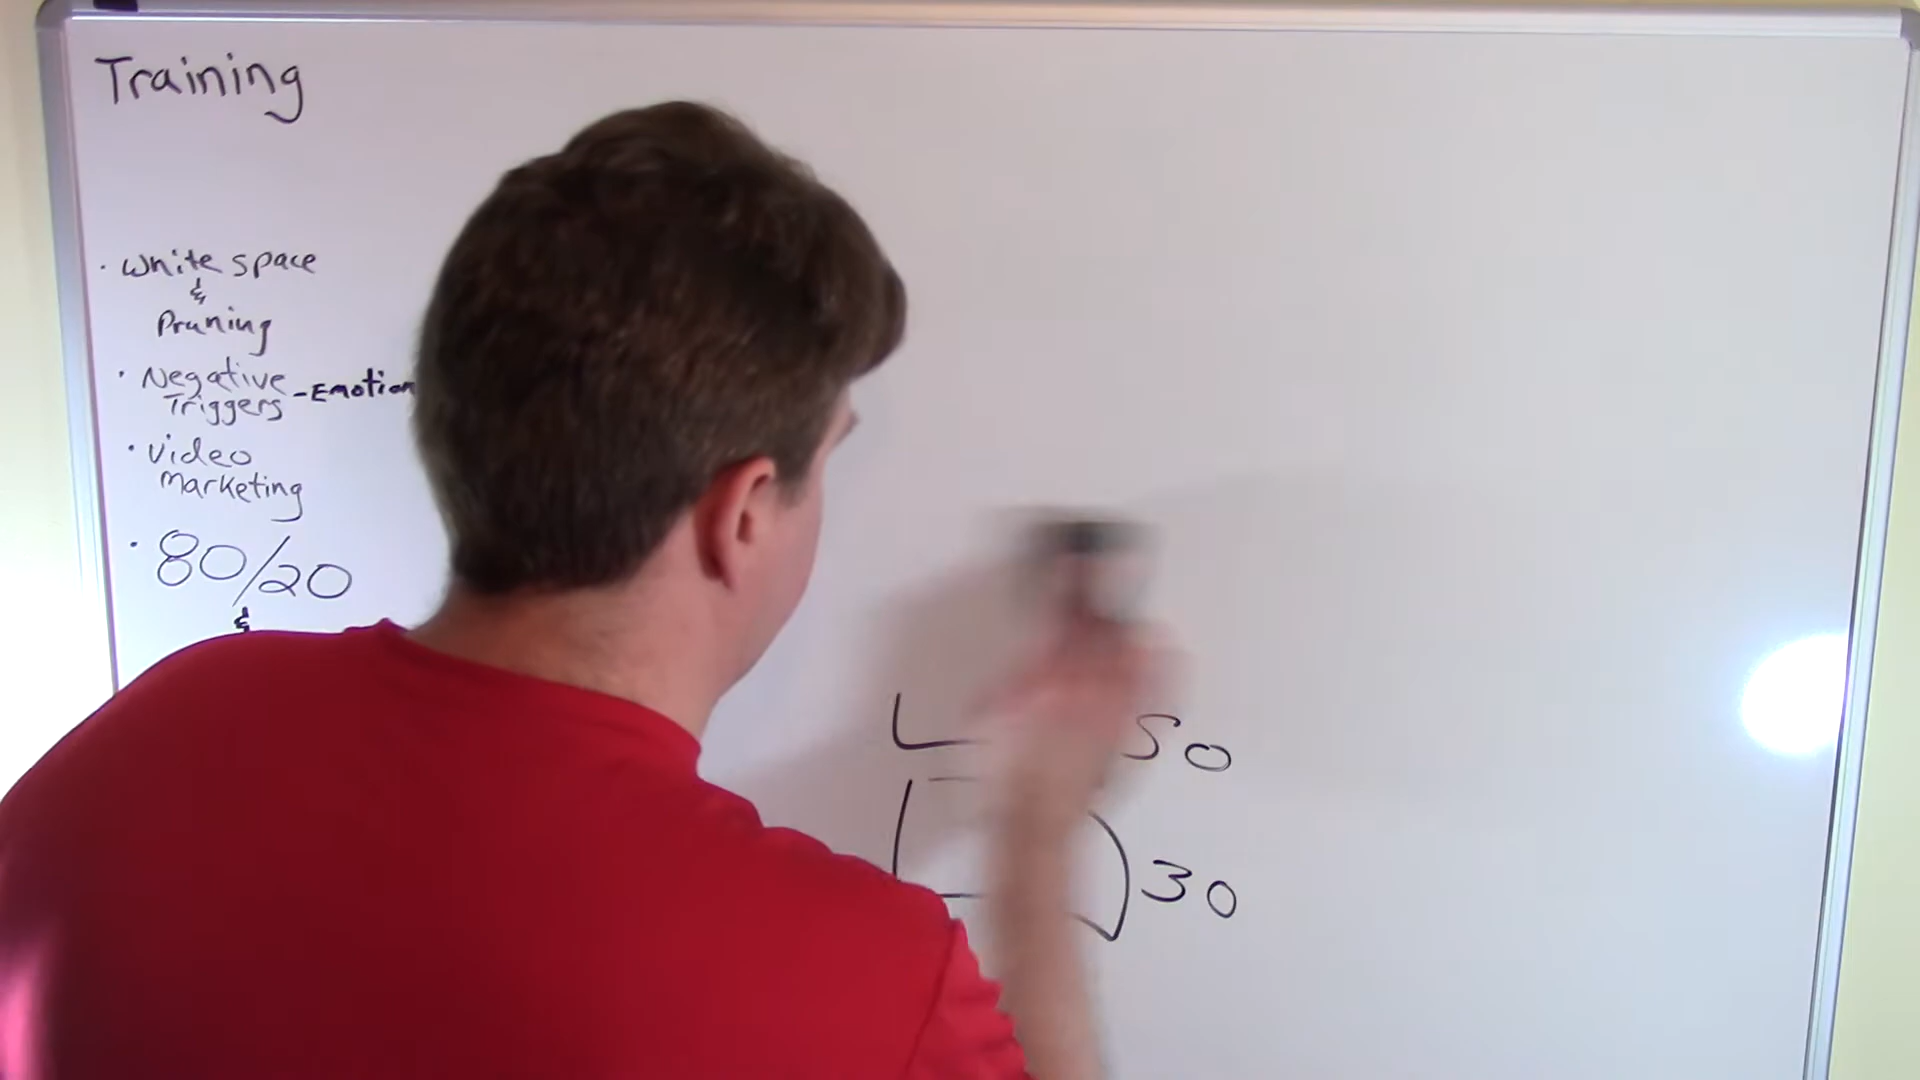 Training
· White space
&
Pruning
· Negative
Triggers - Emotion
· Video
Marketing
· 80/20
&
50
30